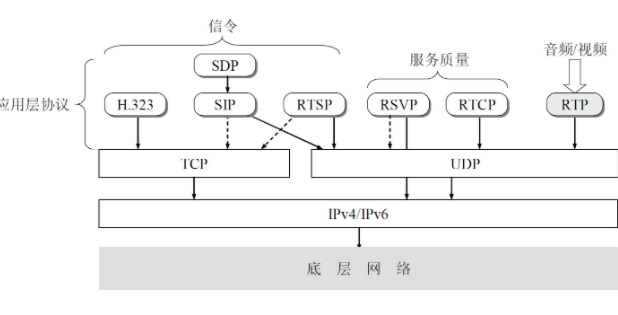 信令
服务质量
音频/视频
SDP
应用层协议
H.323
SIP
RTSP
RSVP
RTCP
RTP
TCP
UDP
IPv4/IPv6
底层网络